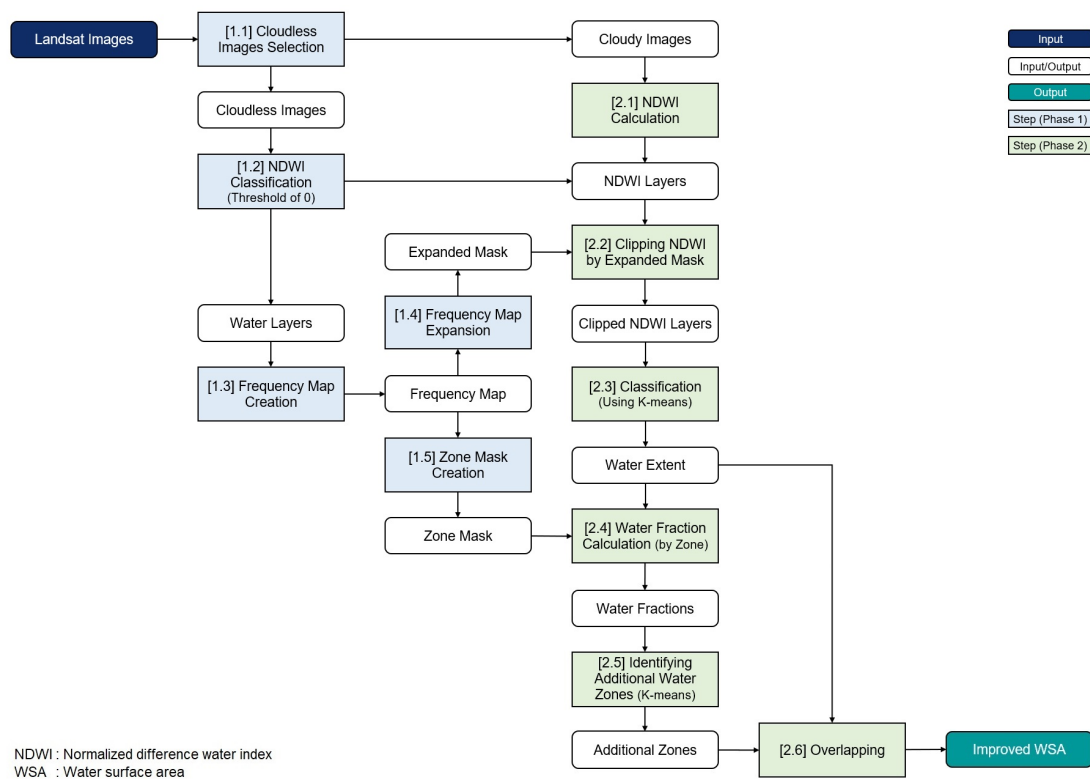 Landsat Images
[1.1] Cloudless
Images Selection
Cloudy Images
Input
Input/Output
Output
Step (Phase 1)
Step (Phase 2)
Cloudless Images
[2.1] NDWI
Calculation
[1.2] NDWI
Classification
(Threshold of 0)
NDWI Layers
Expanded Mask
[2.2] Clipping NDWI
by Expanded Mask
Water Layers
[1.4] Frequency Map
Expansion
Clipped NDWI Layers
[1.3] Frequency Map
Creation
Frequency Map
[2.3] Classification
(Using K-means)
[1.5] Zone Mask
Creation
Water Extent
Zone Mask
[2.4] Water Fraction
Calculation (by Zone)
Water Fractions
[2.5] Identifying
Additional Water
Zones (K-means)
Additional Zones
[2.6] Overlapping
Improved WSA
NDWI : Normalized difference water index
WSA : Water surface area